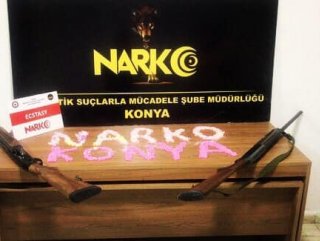 NARKO
TİK SUÇLARLA MÜCADELE ŞUBE MÜDÜRLÜĞÜ
KONYA
ECSTASY
NARKO
NARKO
KONYA